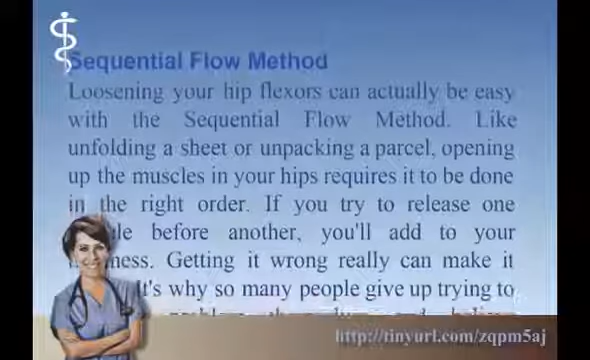 Sequential Flow Method
Loosening your hip flexors can actually be easy
with the Sequential Flow Method. Like
unfolding a sheet or unpacking a parcel, opening
up the muscles in your hips requires it to be done
in the right order. If you try to release one
before another, you'll add to your
Getting it wrong really can make it
It's why so many people give up trying to
http://tinyurl.com/zqpm5aj